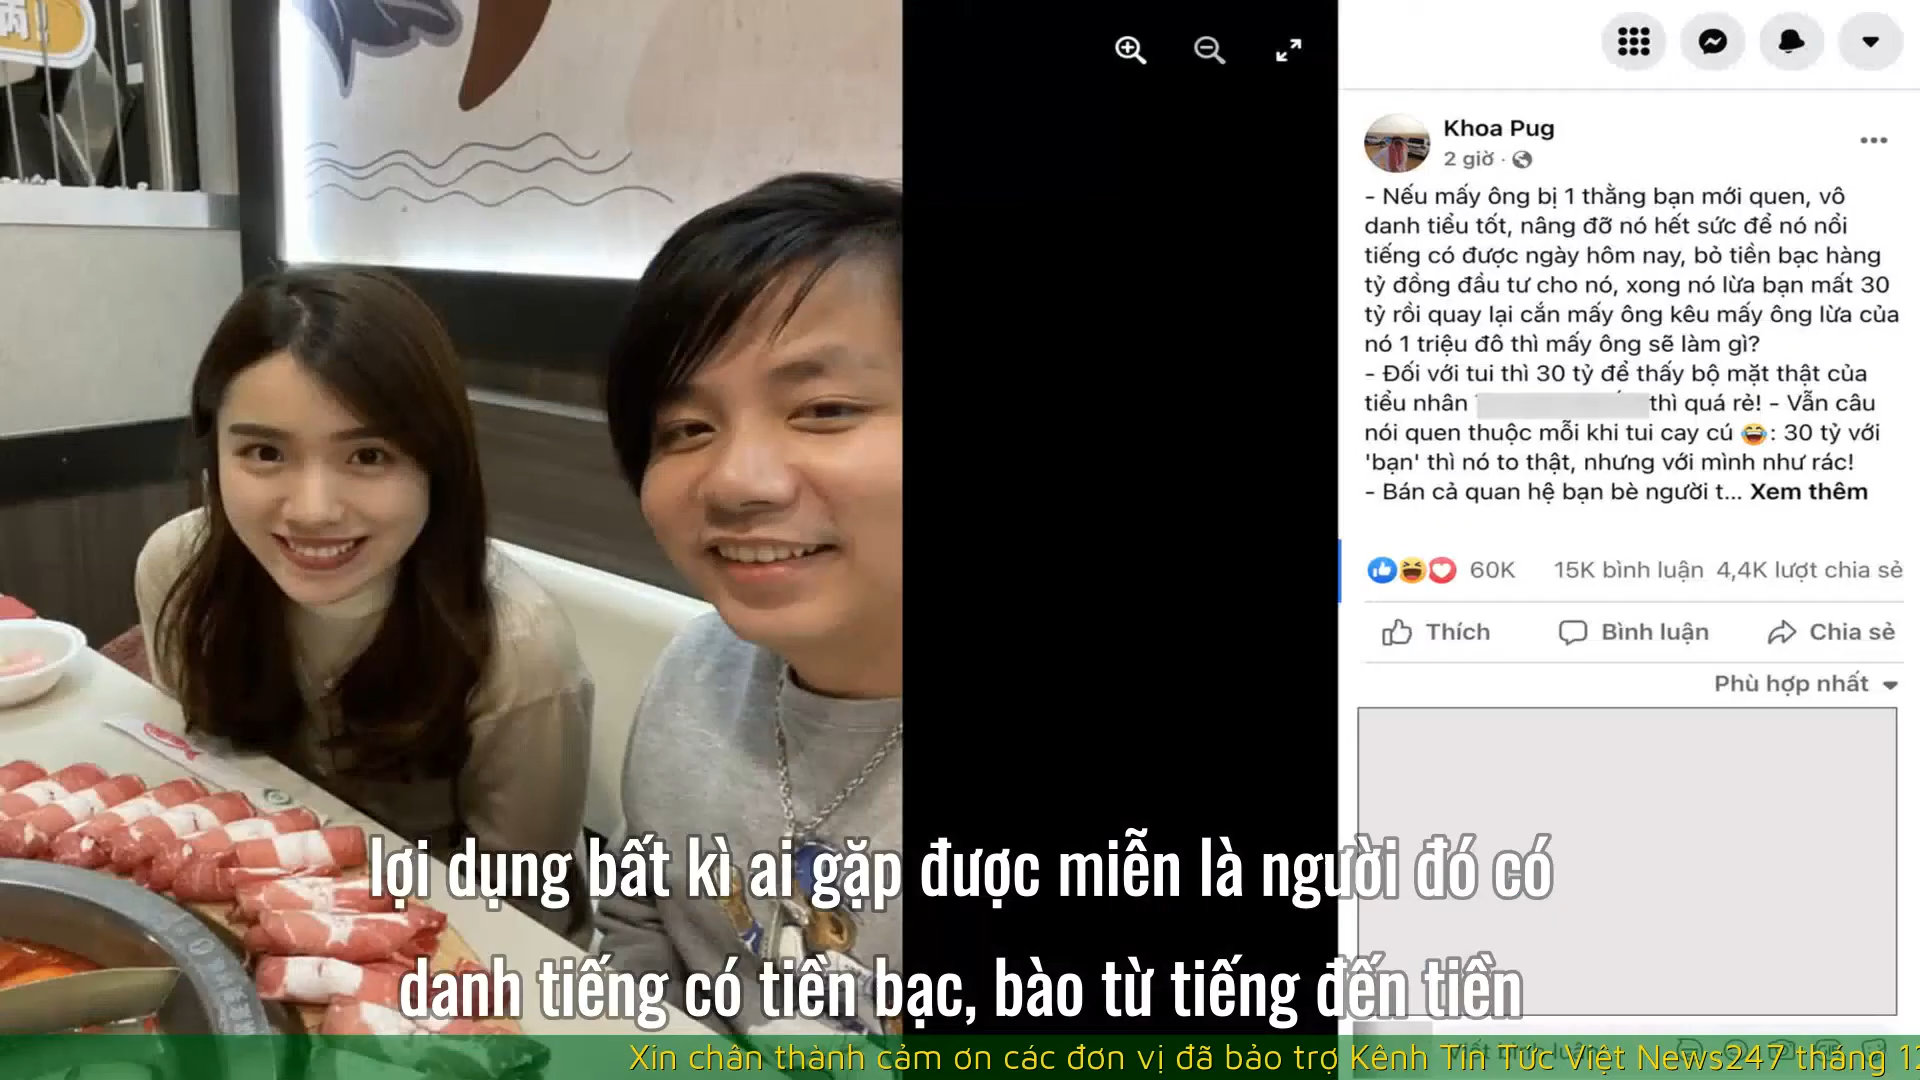 Khoa Pug
2 giờ ·
- Nếu mấy ông bị 1 thằng bạn mới quen, vô
danh tiểu tốt, nâng đỡ nó hết sức để nó nổi
tiếng có được ngày hôm nay, bỏ tiền bạc hàng
tỷ đồng đầu tư cho nó, xong nó lừa bạn mất 30
tỷ rồi quay lại cắn mấy ông kêu mấy ông lừa của
nó 1 triệu đô thì mấy ông sẽ làm gì?
- Đối với tui thì 30 tỷ để thấy bộ mặt thật của
tiểu nhân thì quá rẻ! - Vẫn câu
nói quen thuộc mỗi khi tui cay cú 😂: 30 tỷ với
'bạn' thì nó to thật, nhưng với mình như rác!
- Bán cả quan hệ bạn bè người t... Xem thêm
60K 15K bình luận 4,4K lượt chia sẻ
Thích Bình luận Chia sẻ
Phù hợp nhất
lợi dụng bất kì ai gặp được miễn là người đó có
danh tiếng có tiền bạc, bào từ tiếng đến tiền
Xin chân thành cảm ơn các đơn vị đã bảo trợ Kênh Tin Tức Việt News247 tháng